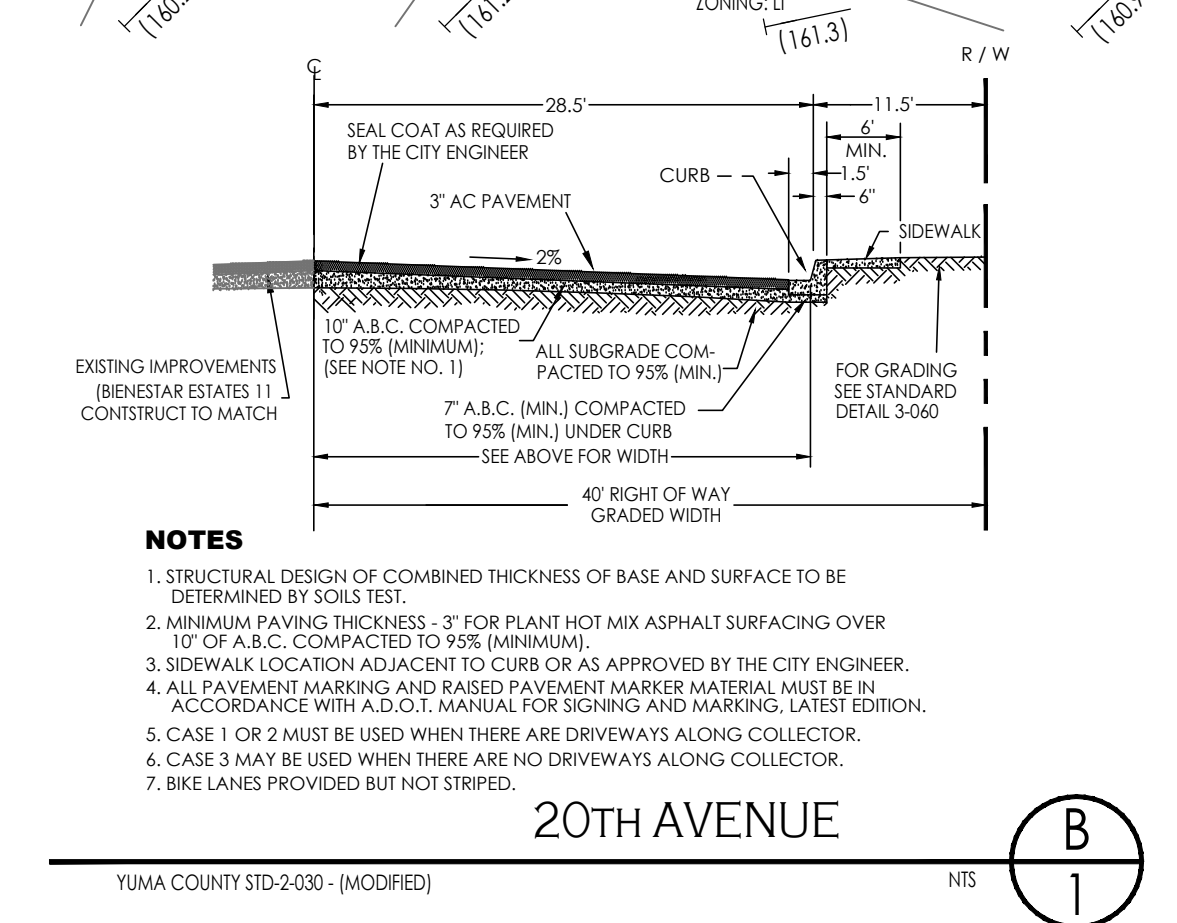 (160.
(161.
ZONING: LI
(161.3)
(160.9
℄
R / W
28.5'
11.5'
6'
MIN.
1.5'
6"
SEAL COAT AS REQUIRED
BY THE CITY ENGINEER
CURB
3" AC PAVEMENT
SIDEWALK
2%
10" A.B.C. COMPACTED
TO 95% (MINIMUM);
(SEE NOTE NO. 1)
ALL SUBGRADE COM-
PACTED TO 95% (MIN.)
EXISTING IMPROVEMENTS
(BIENESTAR ESTATES 11
CONTSTRUCT TO MATCH
FOR GRADING
SEE STANDARD
DETAIL 3-060
7" A.B.C. (MIN.) COMPACTED
TO 95% (MIN.) UNDER CURB
SEE ABOVE FOR WIDTH
40' RIGHT OF WAY
GRADED WIDTH
NOTES
1. STRUCTURAL DESIGN OF COMBINED THICKNESS OF BASE AND SURFACE TO BE
DETERMINED BY SOILS TEST.
2. MINIMUM PAVING THICKNESS - 3" FOR PLANT HOT MIX ASPHALT SURFACING OVER
10" OF A.B.C. COMPACTED TO 95% (MINIMUM).
3. SIDEWALK LOCATION ADJACENT TO CURB OR AS APPROVED BY THE CITY ENGINEER.
4. ALL PAVEMENT MARKING AND RAISED PAVEMENT MARKER MATERIAL MUST BE IN
ACCORDANCE WITH A.D.O.T. MANUAL FOR SIGNING AND MARKING, LATEST EDITION.
5. CASE 1 OR 2 MUST BE USED WHEN THERE ARE DRIVEWAYS ALONG COLLECTOR.
6. CASE 3 MAY BE USED WHEN THERE ARE NO DRIVEWAYS ALONG COLLECTOR.
7. BIKE LANES PROVIDED BUT NOT STRIPED.
20TH AVENUE
B
1
YUMA COUNTY STD-2-030 - (MODIFIED)
NTS